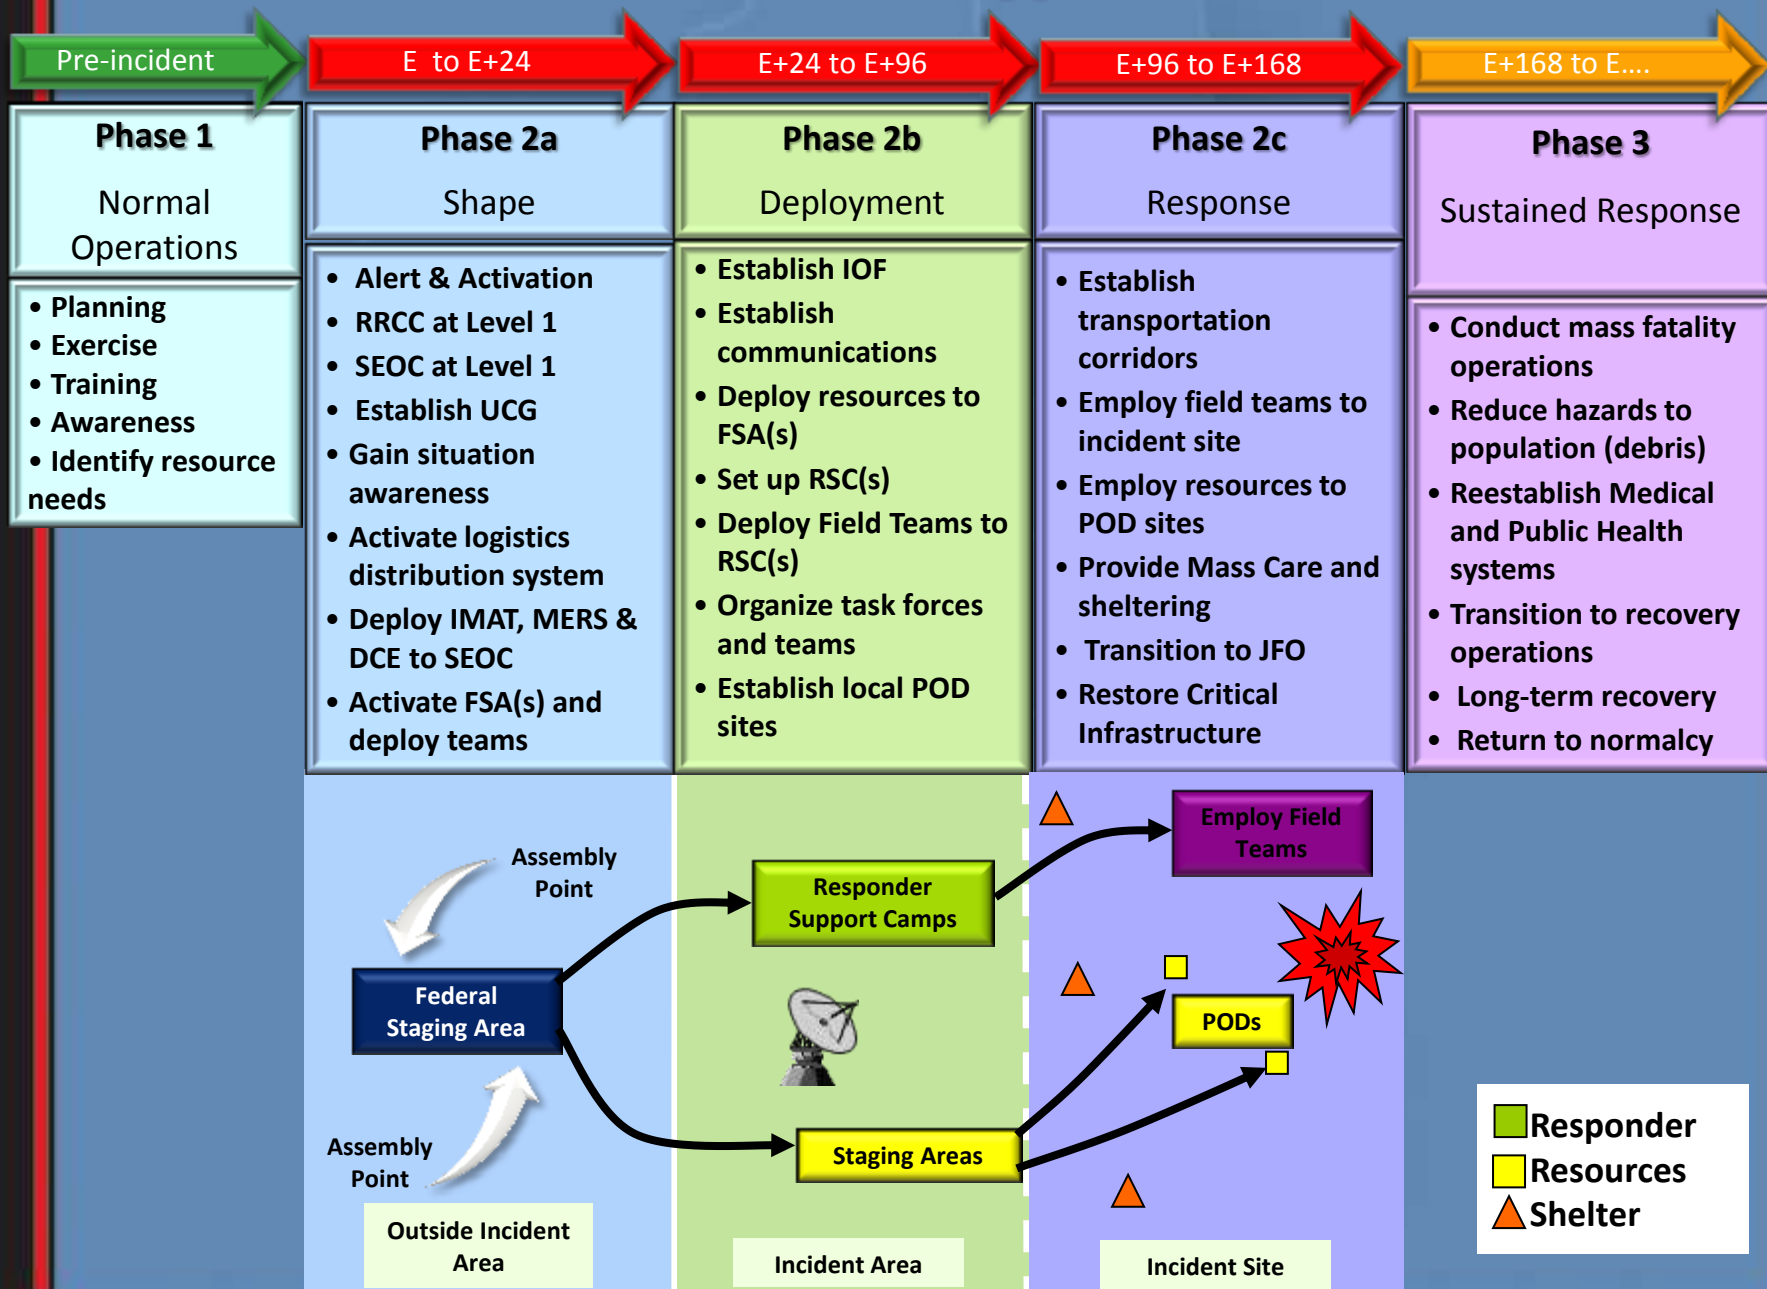 Pre-incident
E to E+24
E+24 to E+96
E+96 to E+168
E+168 to E....
Phase 1
Normal
Operations
• Planning
• Exercise
• Training
• Awareness
• Identify resource
needs
Phase 2a
Shape
• Alert & Activation
• RRCC at Level 1
• SEOC at Level 1
• Establish UCG
• Gain situation
awareness
• Activate logistics
distribution system
• Deploy IMAT, MERS &
DCE to SEOC
• Activate FSA(s) and
deploy teams
Phase 2b
Deployment
• Establish IOF
• Establish
communications
• Deploy resources to
FSA(s)
• Set up RSC(s)
• Deploy Field Teams to
RSC(s)
• Organize task forces
and teams
• Establish local POD
sites
Phase 2c
Response
• Establish
transportation
corridors
• Employ field teams to
incident site
• Employ resources to
POD sites
• Provide Mass Care and
sheltering
• Transition to JFO
• Restore Critical
Infrastructure
Phase 3
Sustained Response
• Conduct mass fatality
operations
• Reduce hazards to
population (debris)
• Reestablish Medical
and Public Health
systems
• Transition to recovery
operations
• Long-term recovery
• Return to normalcy
Assembly
Point
Federal
Staging Area
Assembly
Point
Outside Incident
Area
Responder
Support Camps
Staging Areas
Incident Area
Employ Field
Teams
PODs
Incident Site
Responder
Resources
Shelter